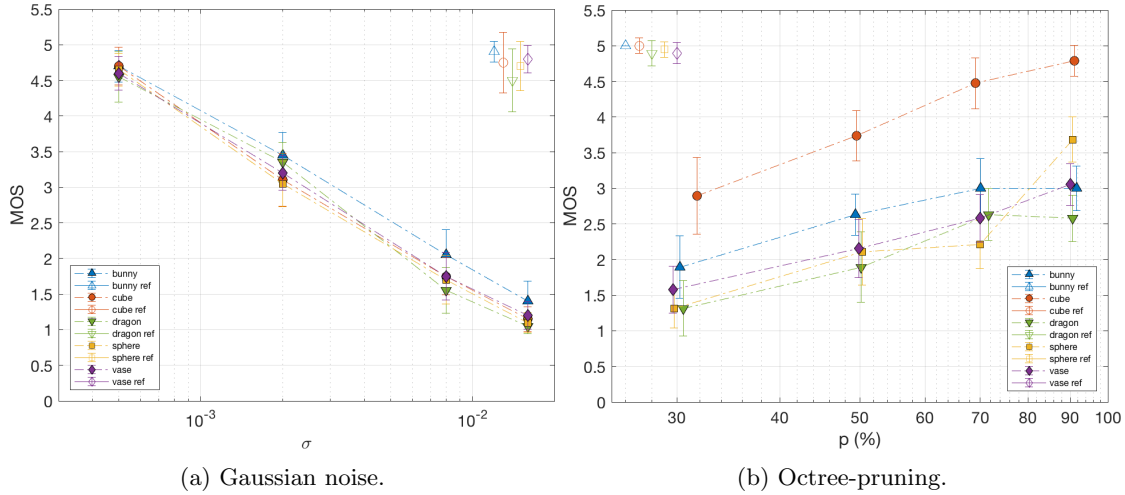 5.5
5
4.5
4
3.5
3
2.5
2
1.5
1
0.5
0
MOS
10⁻³
10⁻²
σ
bunny
bunny ref
cube
cube ref
dragon
dragon ref
sphere
sphere ref
vase
vase ref
(a) Gaussian noise.
5.5
5
4.5
4
3.5
3
2.5
2
1.5
1
0.5
0
MOS
30
40
50
60
70
80
90
100
p (%)
bunny
bunny ref
cube
cube ref
dragon
dragon ref
sphere
sphere ref
vase
vase ref
(b) Octree-pruning.